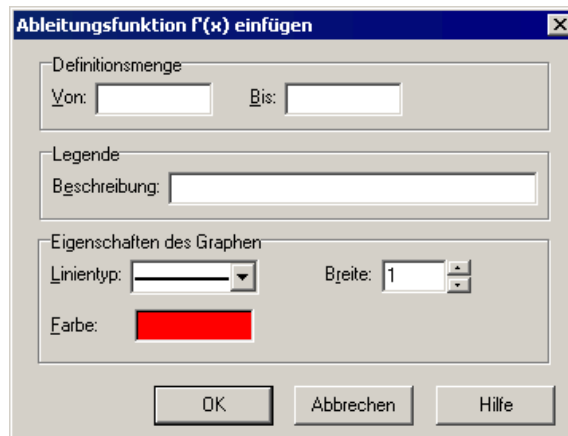 Ableitungsfunktion f'(x) einfügen
Definitionsmenge
Von: Bis:
Legende
Beschreibung:
Eigenschaften des Graphen
Linientyp: Breite: 1
Farbe:
OK Abbrechen Hilfe